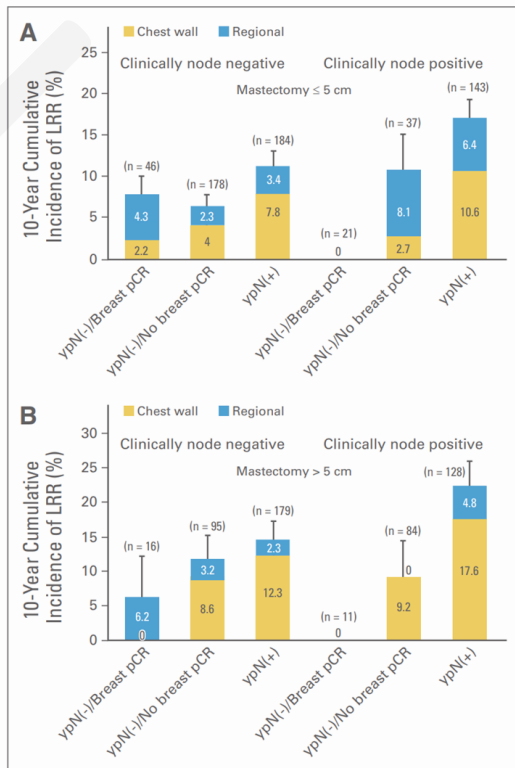 A
Chest wall Regional
Clinically node negative Clinically node positive
Mastectomy ≤ 5 cm
10-Year Cumulative
Incidence of LRR (%)
25
20
15
10
5
0
(n = 46)
4.3
2.2
(n = 178)
2.3
4
(n = 184)
3.4
7.8
(n = 21)
0
(n = 37)
8.1
2.7
(n = 143)
6.4
10.6
ypN(-)/Breast pCR
ypN(-)/No breast pCR
ypN(+)
ypN(-)/Breast pCR
ypN(-)/No breast pCR
ypN(+)
B
Chest wall Regional
Clinically node negative Clinically node positive
Mastectomy > 5 cm
10-Year Cumulative
Incidence of LRR (%)
30
25
20
15
10
5
0
(n = 16)
6.2
0
(n = 95)
3.2
8.6
(n = 179)
2.3
12.3
(n = 11)
0
(n = 84)
0
9.2
(n = 128)
4.8
17.6
ypN(-)/Breast pCR
ypN(-)/No breast pCR
ypN(+)
ypN(-)/Breast pCR
ypN(-)/No breast pCR
ypN(+)